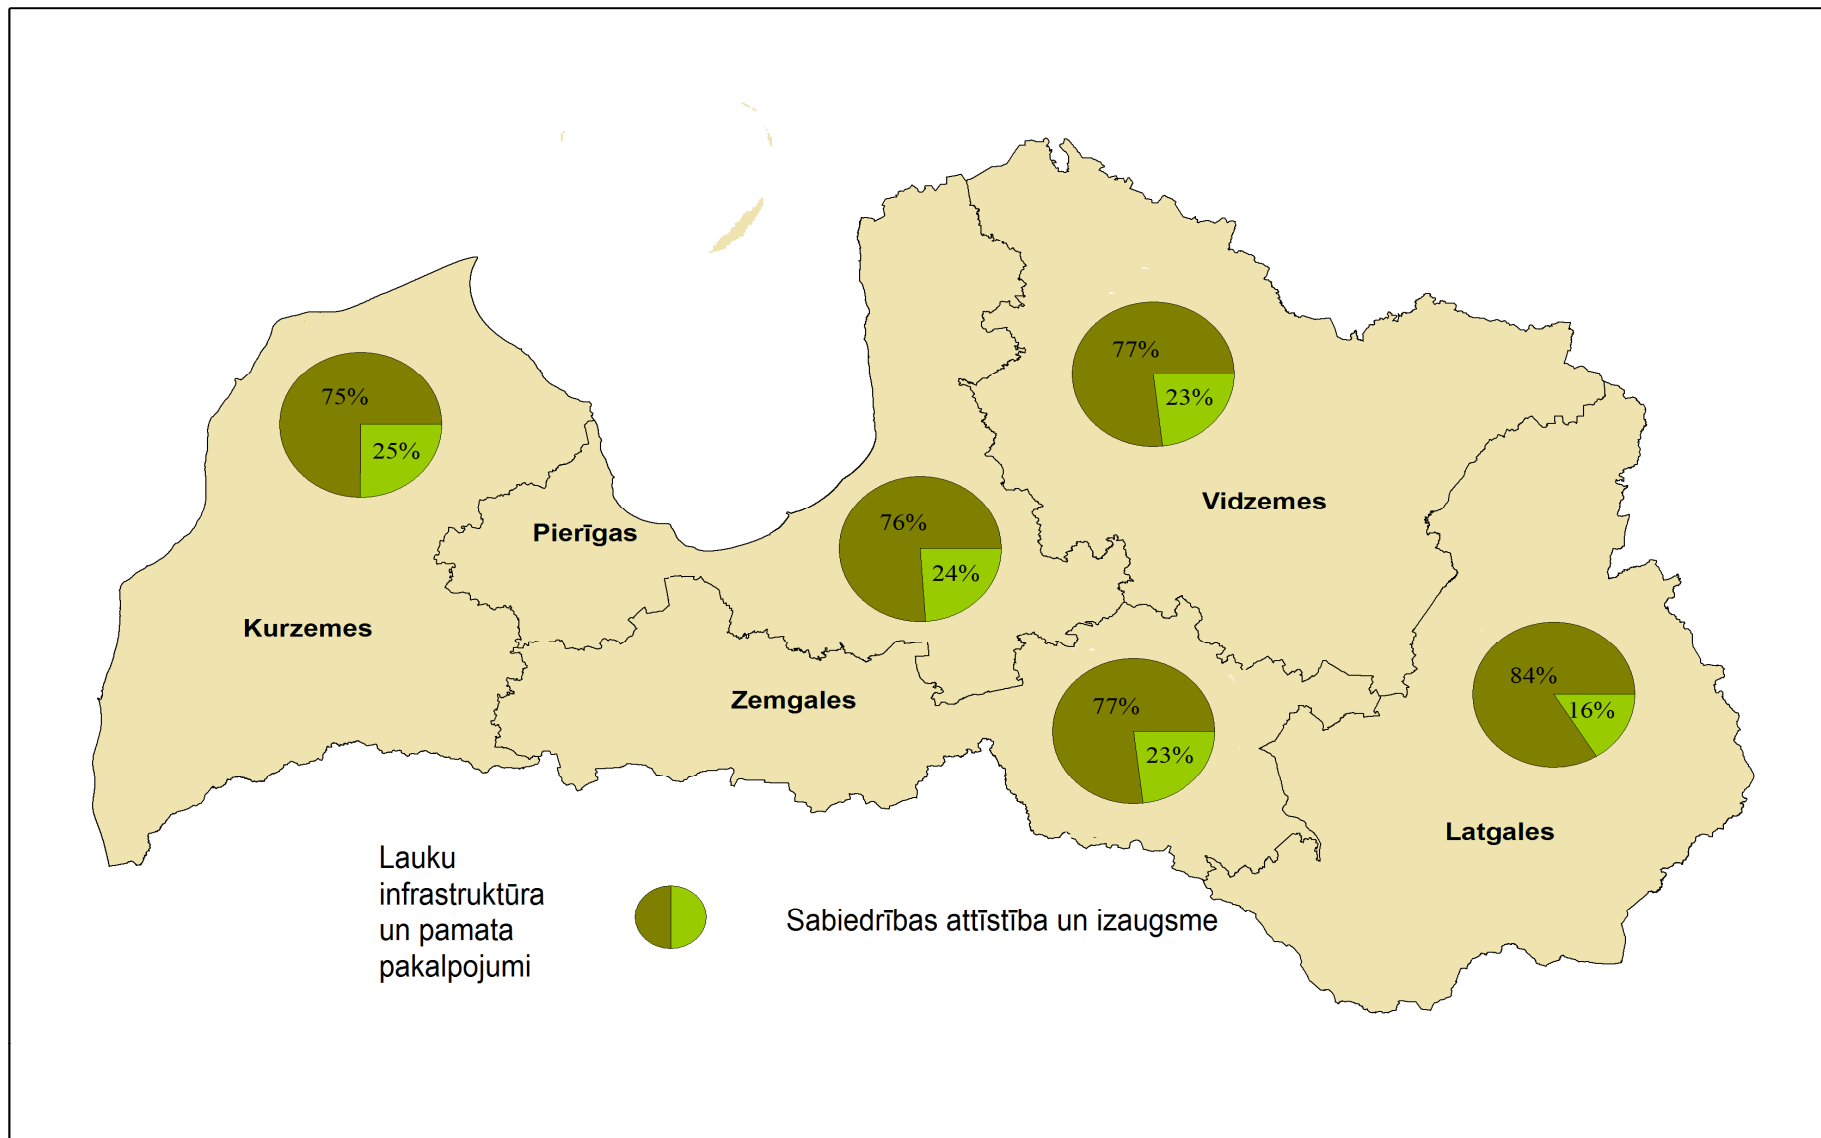 77%
23%
75%
25%
Vidzemes
76%
24%
Pierīgas
Kurzemes
84%
16%
Zemgales
77%
23%
Latgales
Lauku
infrastruktūra
un pamata
pakalpojumi
Sabiedrības attīstība un izaugsme